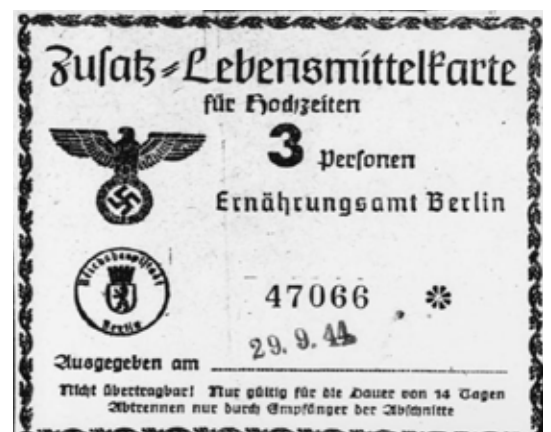 Zusatz-Lebensmittelkarte
für Hochzeiten
3 Personen
Ernährungsamt Berlin
Reichshauptstadt
Berlin
47066
29. 9. 44
Ausgegeben am
Nicht übertragbar! Nur gültig für die Dauer von 14 Tagen
Abtrennen nur durch Empfänger der Abschnitte